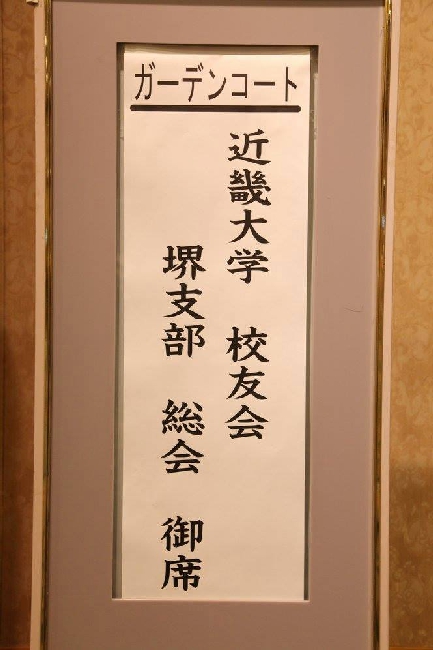 ガーデンコート
近畿大学 校友会
堺支部 総会 御席